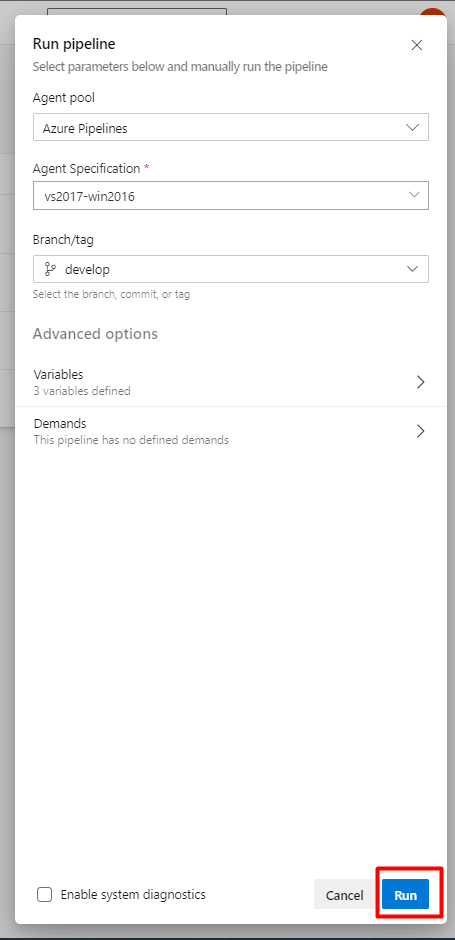 Run pipeline
Select parameters below and manually run the pipeline
Agent pool
Azure Pipelines
Agent Specification *
vs2017-win2016
Branch/tag
develop
Select the branch, commit, or tag
Advanced options
Variables
3 variables defined
Demands
This pipeline has no defined demands
Enable system diagnostics
Cancel
Run